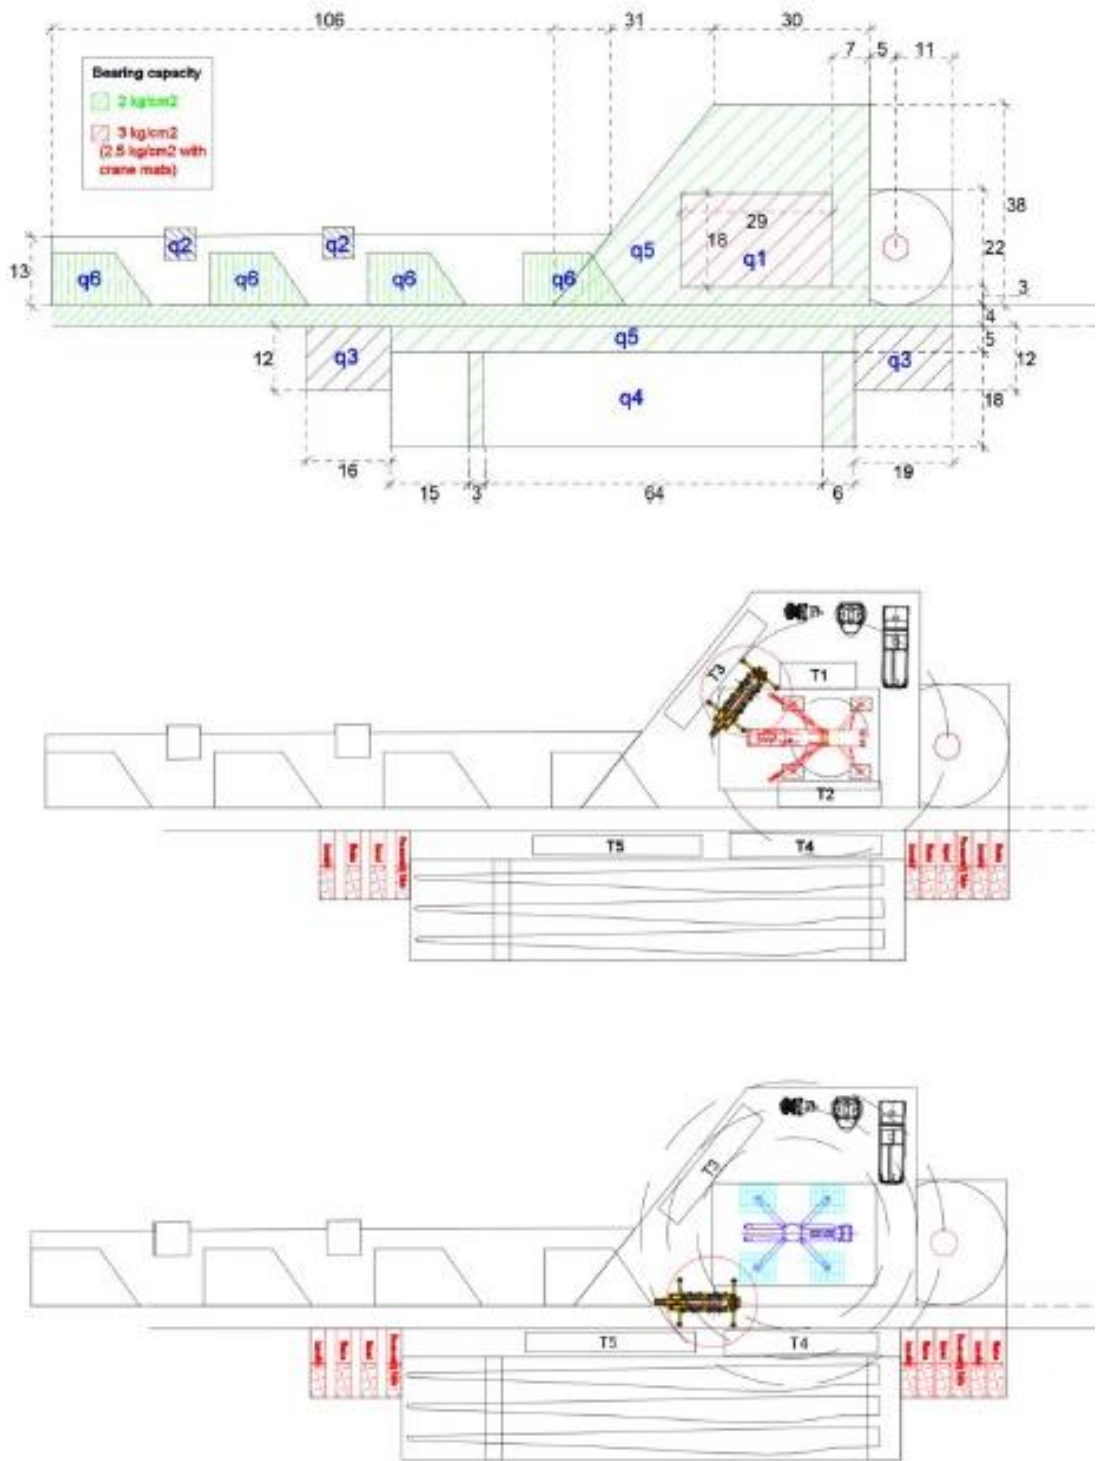 106
31
30
7
5
11
Bearing capacity
2 kg/cm2
3 kg/cm2
(2.5 kg/cm2 with
crane mats)
38
29
22
18
q2
q2
q5
q1
13
q6
q6
q6
q6
3
4
5
q5
12
q3
q3
12
q4
18
16
19
15
3
64
6
T3
T1
T2
T5
T4
T3
T5
T4